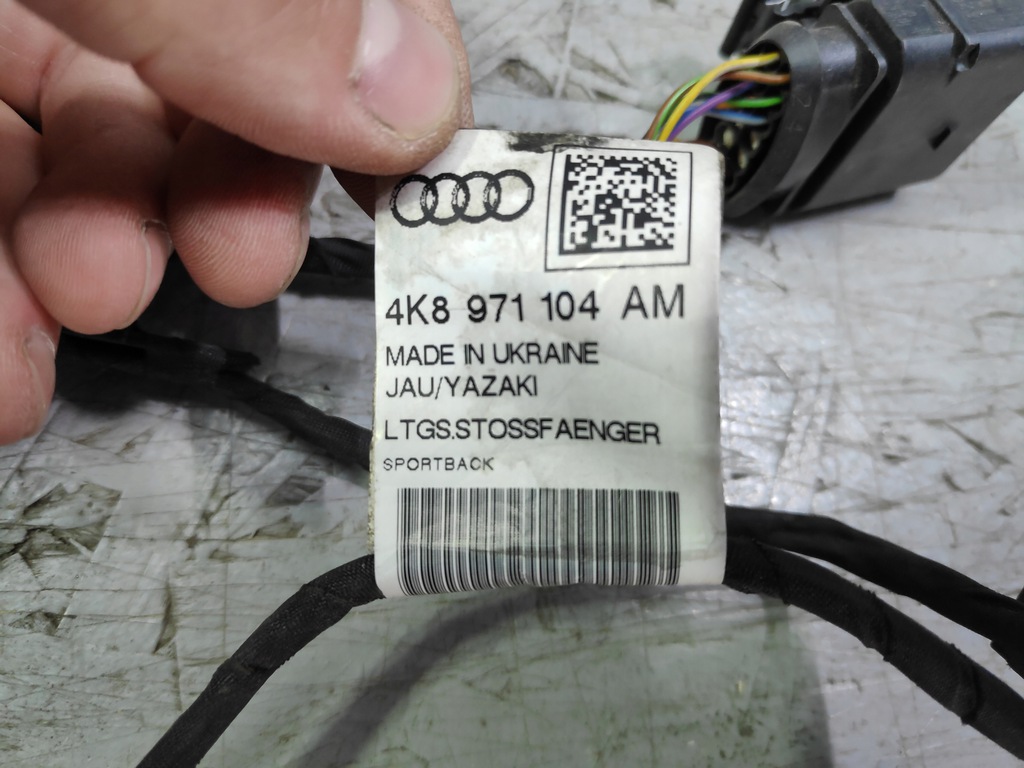 4K8 971 104 AM
MADE IN UKRAINE
JAU/YAZAKI
LTGS.STOSSFAENGER
SPORTBACK